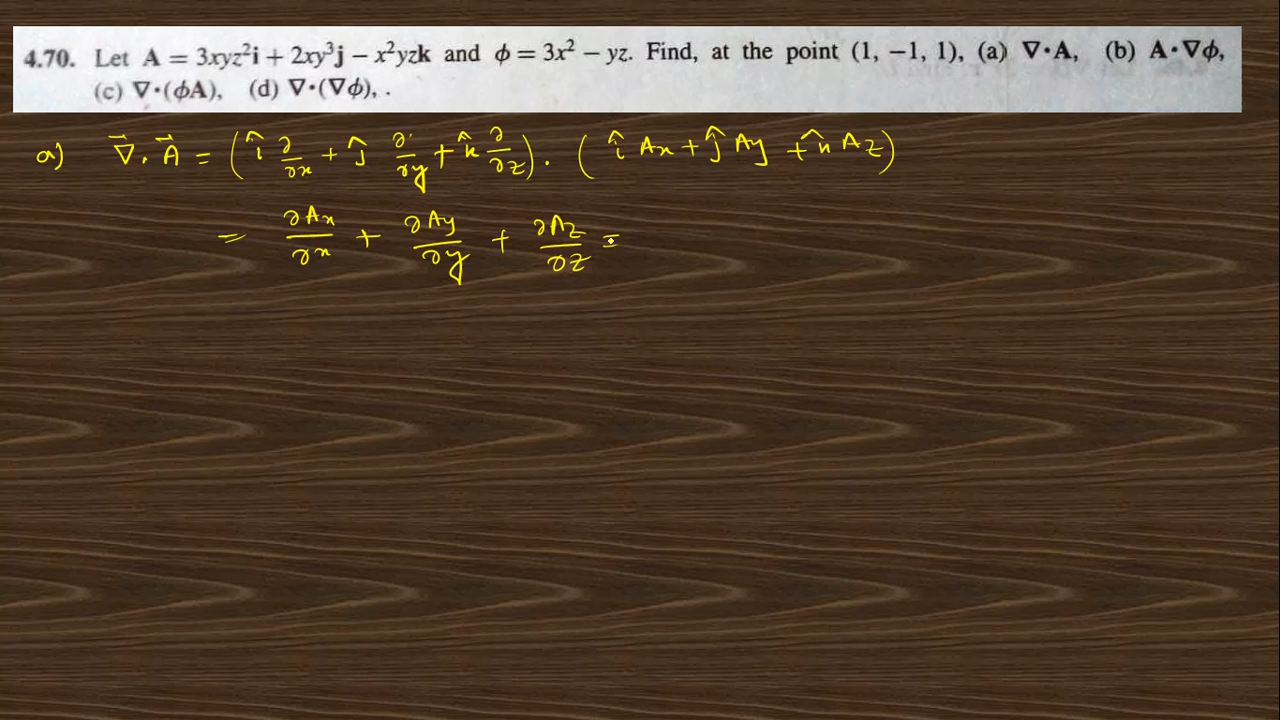 4.70. Let A = 3xyz²i + 2xy³j − x²yzk and ϕ = 3x² − yz. Find, at the point (1, −1, 1), (a) ∇·A, (b) A·∇ϕ,
(c) ∇·(ϕA), (d) ∇·(∇ϕ), .
a) ∇⃗ . A⃗ = (î ∂/∂x + ĵ ∂/∂y + k̂ ∂/∂z) . (î Ax + ĵ Ay + k̂ Az)
= ∂Ax/∂x + ∂Ay/∂y + ∂Az/∂z =